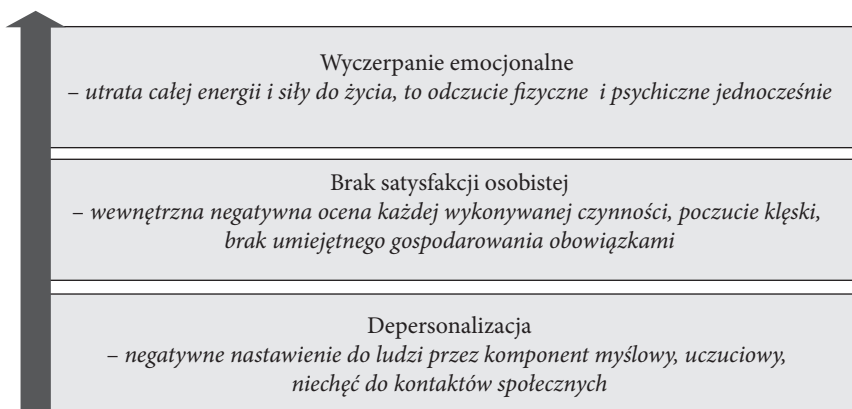 Wyczerpanie emocjonalne
– utrata całej energii i siły do życia, to odczucie fizyczne i psychiczne jednocześnie
Brak satysfakcji osobistej
– wewnętrzna negatywna ocena każdej wykonywanej czynności, poczucie klęski,
brak umiejętnego gospodarowania obowiązkami
Depersonalizacja
– negatywne nastawienie do ludzi przez komponent myślowy, uczuciowy,
niechęć do kontaktów społecznych